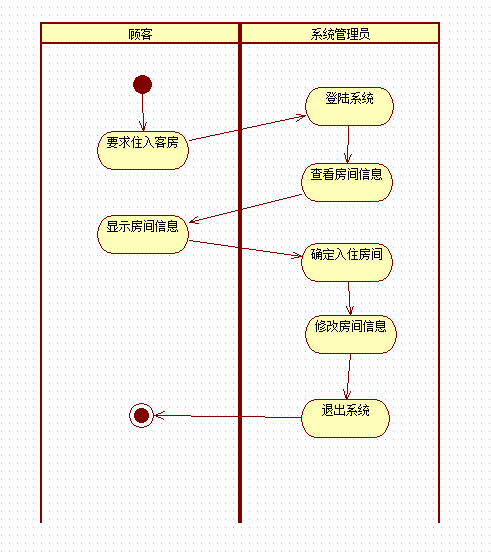 顾客
系统管理员
登陆系统
要求住入客房
查看房间信息
显示房间信息
确定入住房间
修改房间信息
退出系统